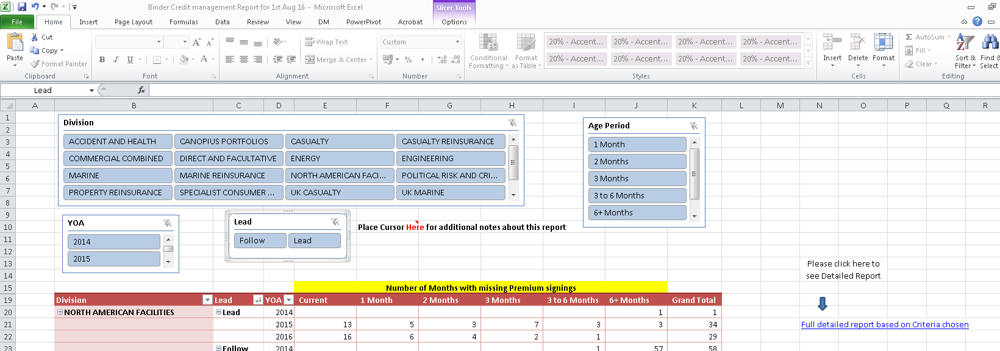 Binder Credit management Report for 1st Aug 16 - Microsoft Excel
Slicer Tools
File Home Insert Page Layout Formulas Data Review View DM PowerPivot Acrobat Options
Cut
Copy
Format Painter
Paste
Clipboard
B I U
A A
A
Font
Wrap Text
Merge & Center
Alignment
Custom
% ,
Number
Conditional Formatting
Format as Table
20% - Accent... 20% - Accent... 20% - Accent... 20% - Accent...
20% - Accent... 20% - Accent... 20% - Accent... 20% - Accent...
Styles
Insert Delete Format
Cells
Σ AutoSum
Fill
Clear
Sort & Filter
Find & Select
Editing
Lead fx
A B C D E F G H I J K L M N O P Q R
1
2
3
4
5
6
7
8
9
10
11
12
13
14
15
19
20
21
22
23
Division
ACCIDENT AND HEALTH CANOPIUS PORTFOLIOS CASUALTY CASUALTY REINSURANCE
COMMERCIAL COMBINED DIRECT AND FACULTATIVE ENERGY ENGINEERING
MARINE MARINE REINSURANCE NORTH AMERICAN FACI... POLITICAL RISK AND CRI...
PROPERTY REINSURANCE SPECIALIST CONSUMER ... UK CASUALTY UK MARINE
Age Period
1 Month
2 Months
3 Months
3 to 6 Months
6+ Months
YOA
2014
2015
Lead
Follow Lead
Place Cursor Here for additional notes about this report
Please click here to
see Detailed Report
Number of Months with missing Premium signings
Division Lead YOA Current 1 Month 2 Months 3 Months 3 to 6 Months 6+ Months Grand Total
NORTH AMERICAN FACILITIES Lead 2014 1 1
2015 13 5 3 7 3 3 34
2016 16 6 4 2 1 29
Follow 2014 1 57 58
Full detailed report based on Criteria chosen